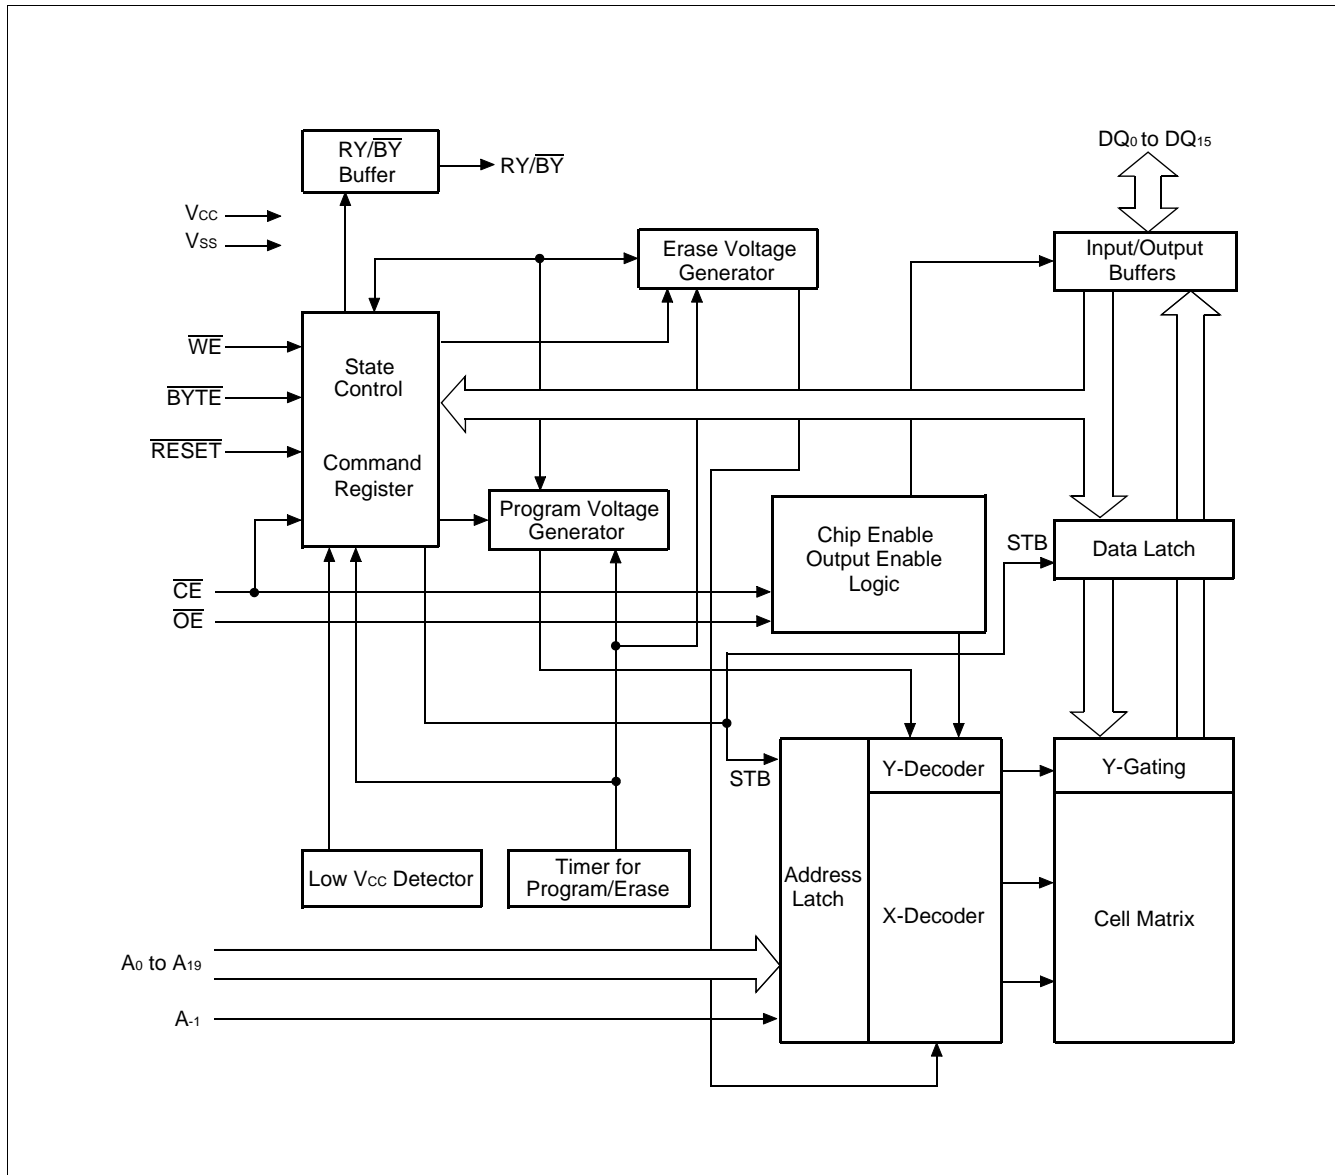 RY/BY
Buffer
RY/BY
DQ0 to DQ15
VCC
VSS
Erase Voltage
Generator
Input/Output
Buffers
WE
State
Control
BYTE
RESET
Command
Register
Program Voltage
Generator
Chip Enable
Output Enable
Logic
STB
Data Latch
CE
OE
STB
Y-Decoder
Y-Gating
Address
Latch
X-Decoder
Cell Matrix
Low VCC Detector
Timer for
Program/Erase
A0 to A19
A-1